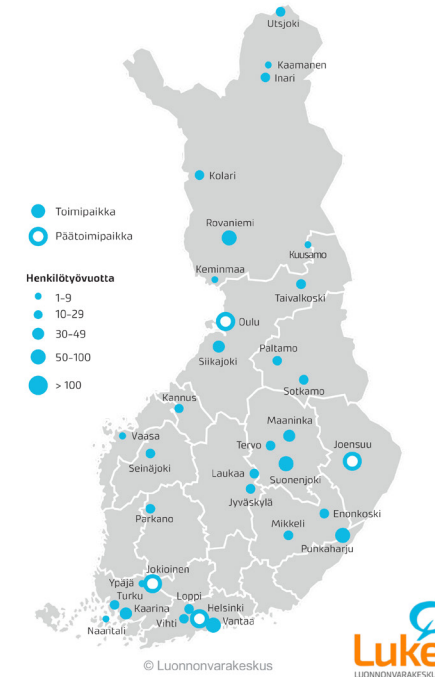 Utsjoki
Kaamanen
Inari
Kolari
Toimipaikka
Rovaniemi
Päätoimipaikka
Kuusamo
Henkilötyövuotta
Keminmaa
1-9
Taivalkoski
10-29
30-49
Oulu
50-100
Siikajoki
Paltamo
> 100
Sotkamo
Kannus
Maaninka
Vaasa
Tervo
Joensuu
Seinäjoki
Laukaa
Suonenjoki
Jyväskylä
Parkano
Enonkoski
Mikkeli
Punkaharju
Jokioinen
Ypäjä
Turku
Loppi
Helsinki
Kaarina
Naantali
Vihti
Vantaa
© Luonnonvarakeskus
Luke
LUONNONVARAKESKUS